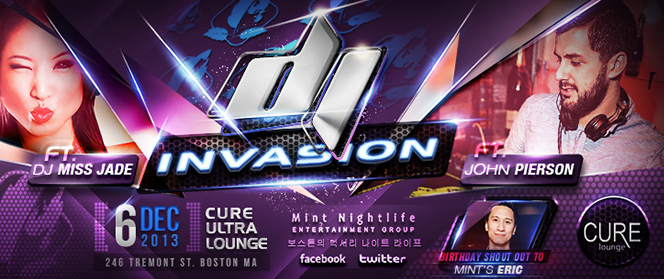 dj
INVASION
FT.
DJ MISS JADE
FT.
JOHN PIERSON
6 DEC
2013
CURE
ULTRA
LOUNGE
246 TREMONT ST. BOSTON MA
Mint Nightlife
ENTERTAINMENT GROUP
보스톤의 럭셔리 나이트 라이프
facebook twitter
BIRTHDAY SHOUT OUT TO
MINT'S ERIC
CURE
lounge